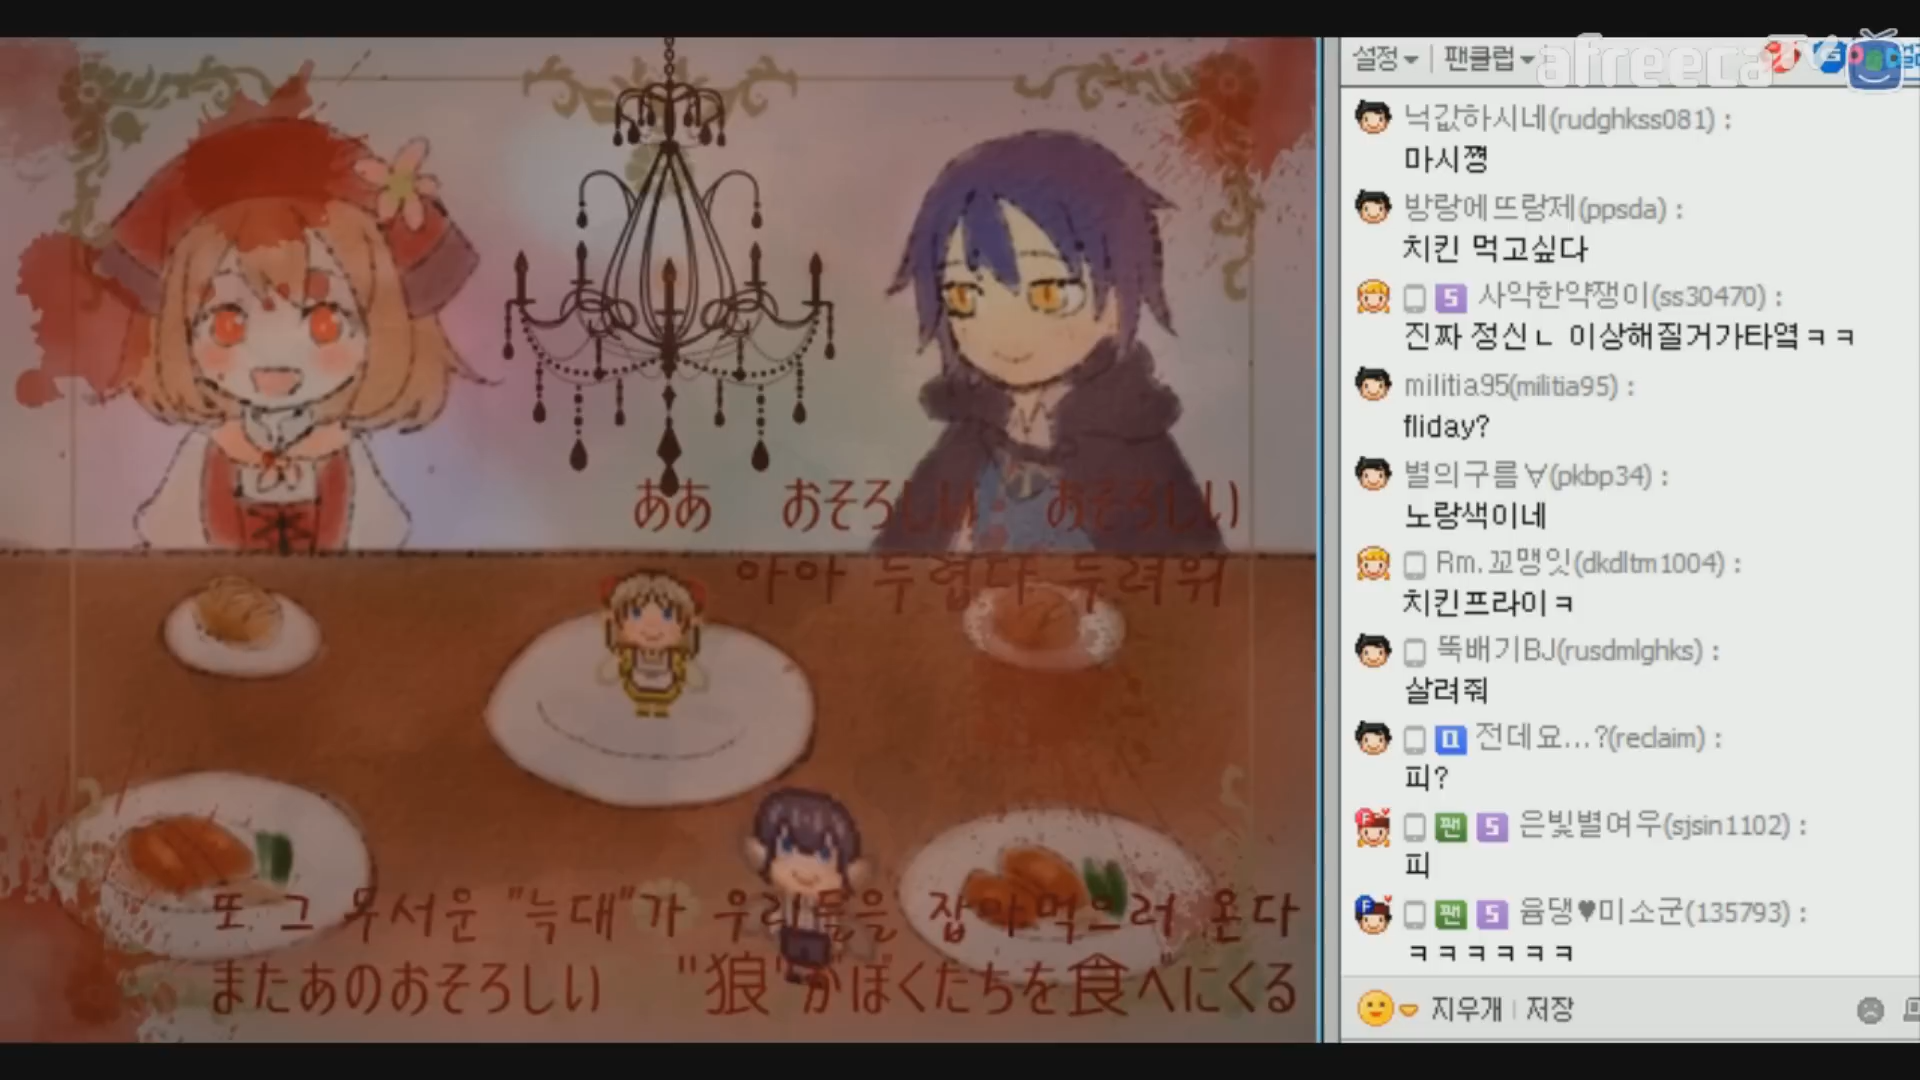 ああ おそろしい おそろしい
아아 두렵다 두려워
또 그 무서운 "늑대"가 우리들을 잡아먹으러 온다
またあのおそろしい "狼"がぼくたちを食べにくる
설정 | 팬클럽
afreecaTV
넉값하시네(rudghkss081) :
마시쪙
방랑에뜨랑제(ppsda) :
치킨 먹고싶다
S 사악한약쟁이(ss30470) :
진짜 정신ㄴ 이상해질거가타옄ㅋㅋ
militia95(militia95) :
fliday?
별의구름∀(pkbp34) :
노랑색이네
Rm.꼬맹잇(dkdltm1004) :
치킨프라이ㅋ
뚝배기BJ(rusdmlghks) :
살려줘
전데요...?(reclaim) :
피?
팬 S 은빛별여우(sjsin1102) :
피
팬 S 윰댕♥미소군(135793) :
ㅋㅋㅋㅋㅋㅋ
지우개 | 저장